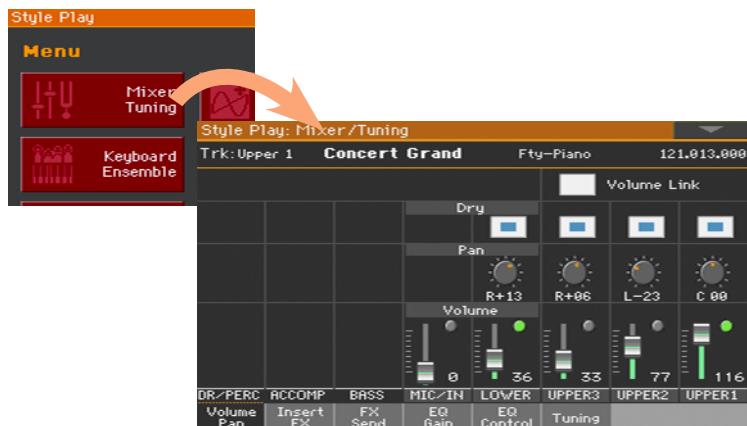 Style Play
Menu
Mixer
Tuning
Keyboard
Ensemble
Style Play: Mixer/Tuning
Trk:Upper 1 Concert Grand Fty-Piano 121.013.000
Volume Link
Dry
Pan
R+13 R+06 L-23 C 00
Volume
0 36 33 77 116
DR/PERC ACCOMP BASS MIC/IN LOWER UPPER3 UPPER2 UPPER1
Volume Insert FX EQ EQ Tuning
Pan FX Send Gain Control